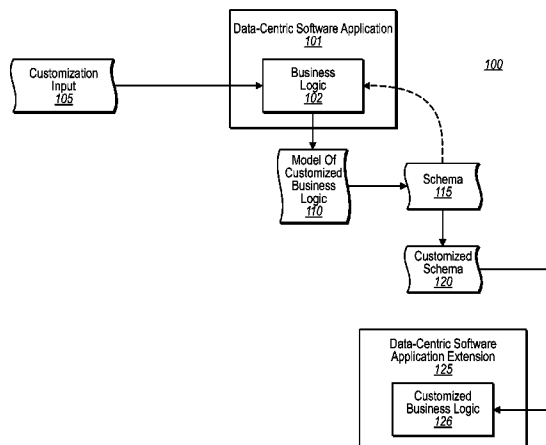 Data-Centric Software Application
101
100
Customization
Input
105
Business
Logic
102
Model Of
Customized
Business
Logic
110
Schema
115
Customized
Schema
120
Data-Centric Software
Application Extension
125
Customized
Business Logic
126